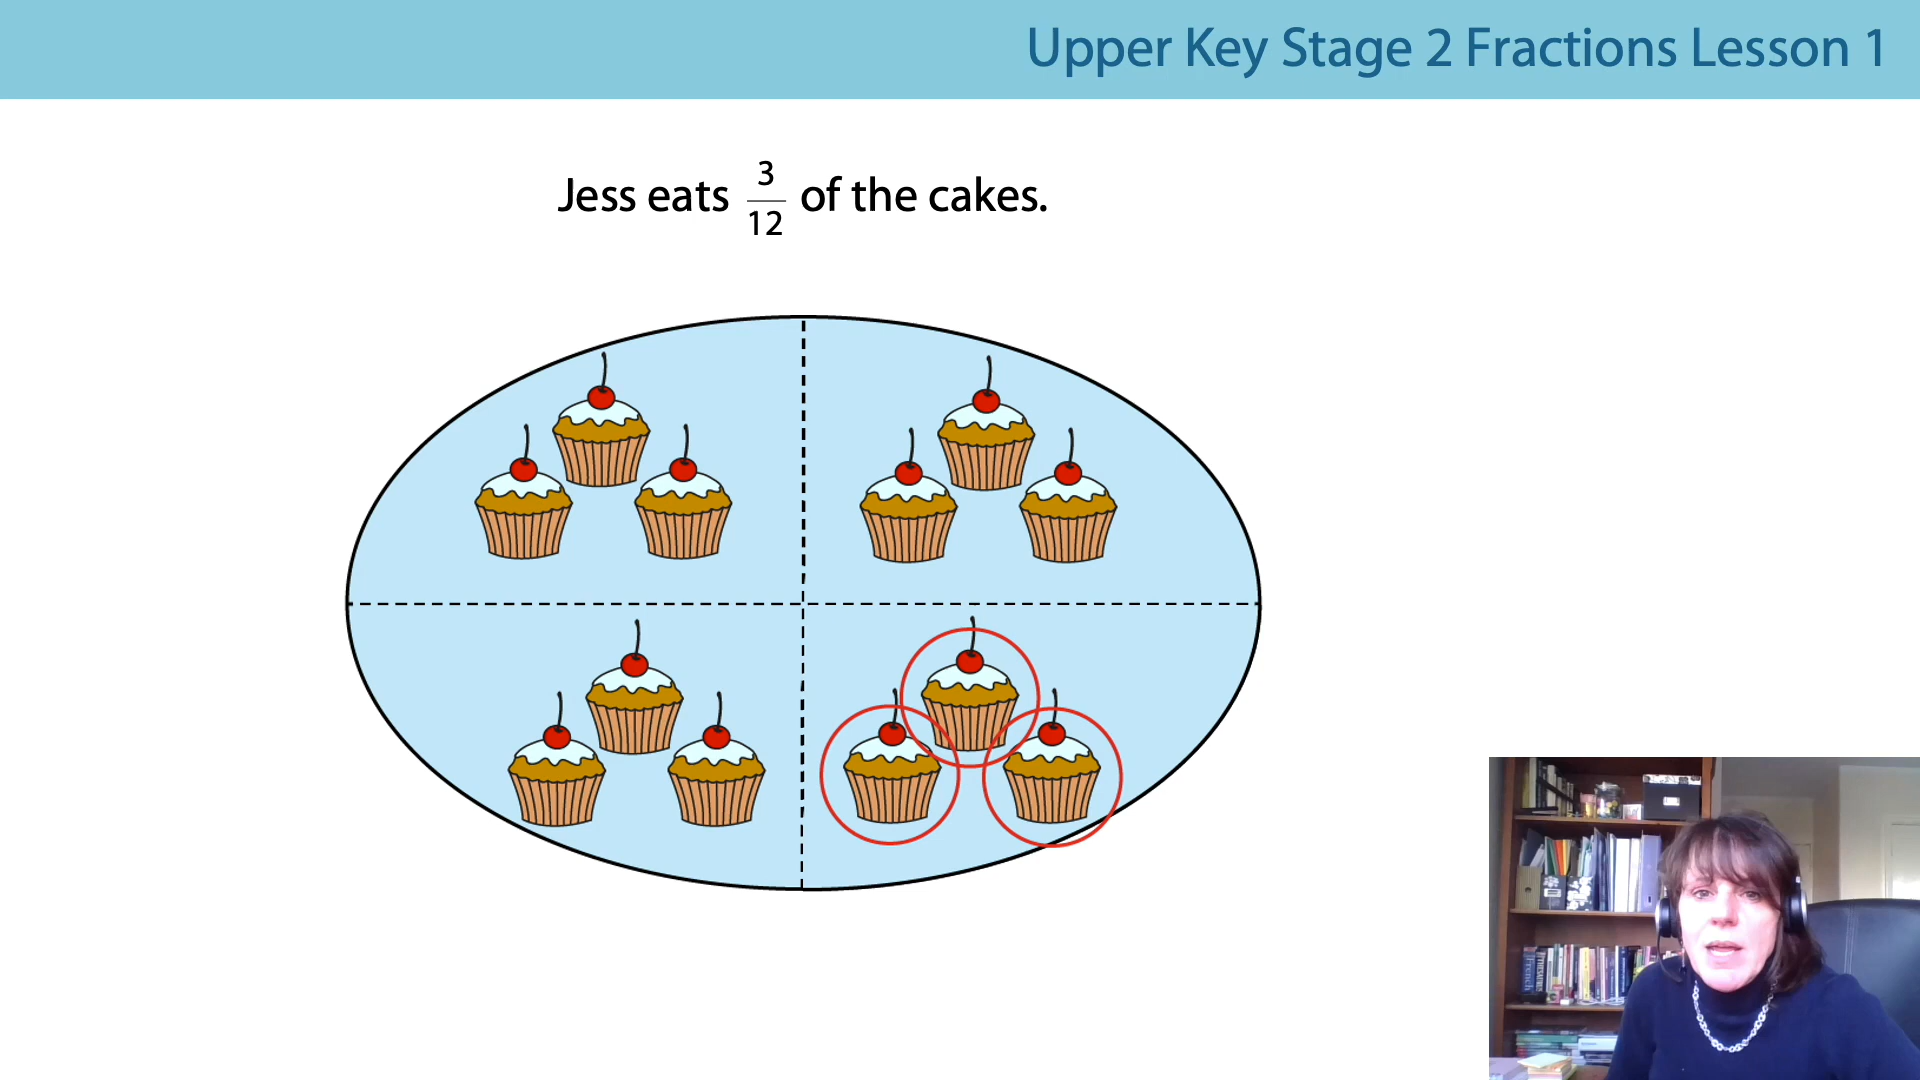 Upper Key Stage 2 Fractions Lesson 1
Jess eats 3/12 of the cakes.